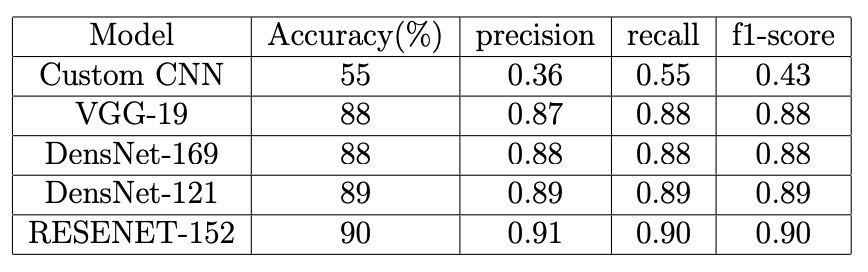 Model Accuracy(%) precision recall f1-score
Custom CNN 55 0.36 0.55 0.43
VGG-19 88 0.87 0.88 0.88
DensNet-169 88 0.88 0.88 0.88
DensNet-121 89 0.89 0.89 0.89
RESENET-152 90 0.91 0.90 0.90